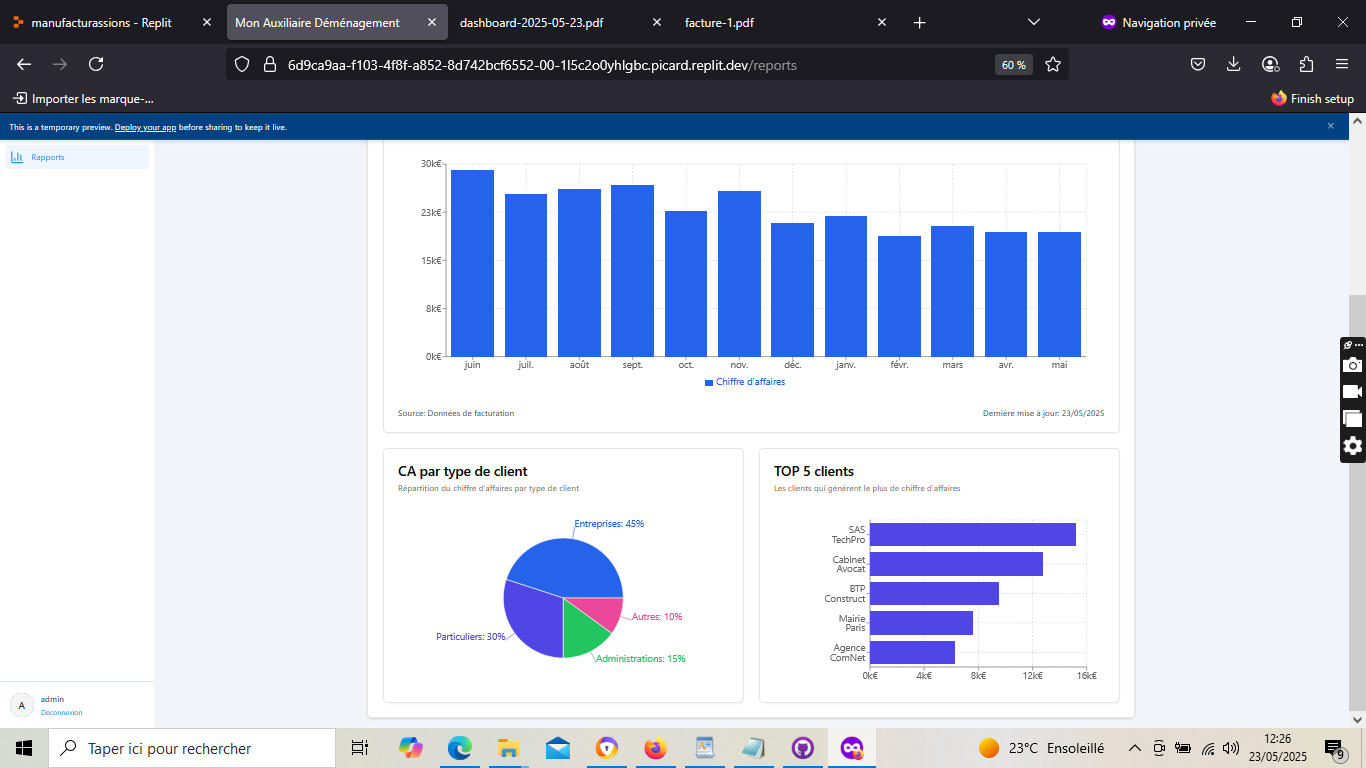 manufacturassions - Replit
Mon Auxiliaire Déménagement
dashboard-2025-05-23.pdf
facture-1.pdf
Navigation privée
6d9ca9aa-f103-4f8f-a852-8d742bcf6552-00-1l5c2o0yhlgbc.picard.replit.dev/reports
60 %
Importer les marque-...
Finish setup
This is a temporary preview. Deploy your app before sharing to keep it live.
Rapports
30k€
23k€
15k€
8k€
0k€
juin juil. août sept. oct. nov. déc. janv. févr. mars avr. mai
Chiffre d'affaires
Source: Données de facturation
Dernière mise à jour: 23/05/2025
CA par type de client
Répartition du chiffre d'affaires par type de client
Entreprises: 45%
Autres: 10%
Particuliers: 30%
Administrations: 15%
TOP 5 clients
Les clients qui génèrent le plus de chiffre d'affaires
SAS
TechPro
Cabinet
Avocat
BTP
Construct
Mairie
Paris
Agence
ComNet
0k€ 4k€ 8k€ 12k€ 16k€
A
admin
Déconnexion
Taper ici pour rechercher
23°C Ensoleillé
12:26
23/05/2025
9